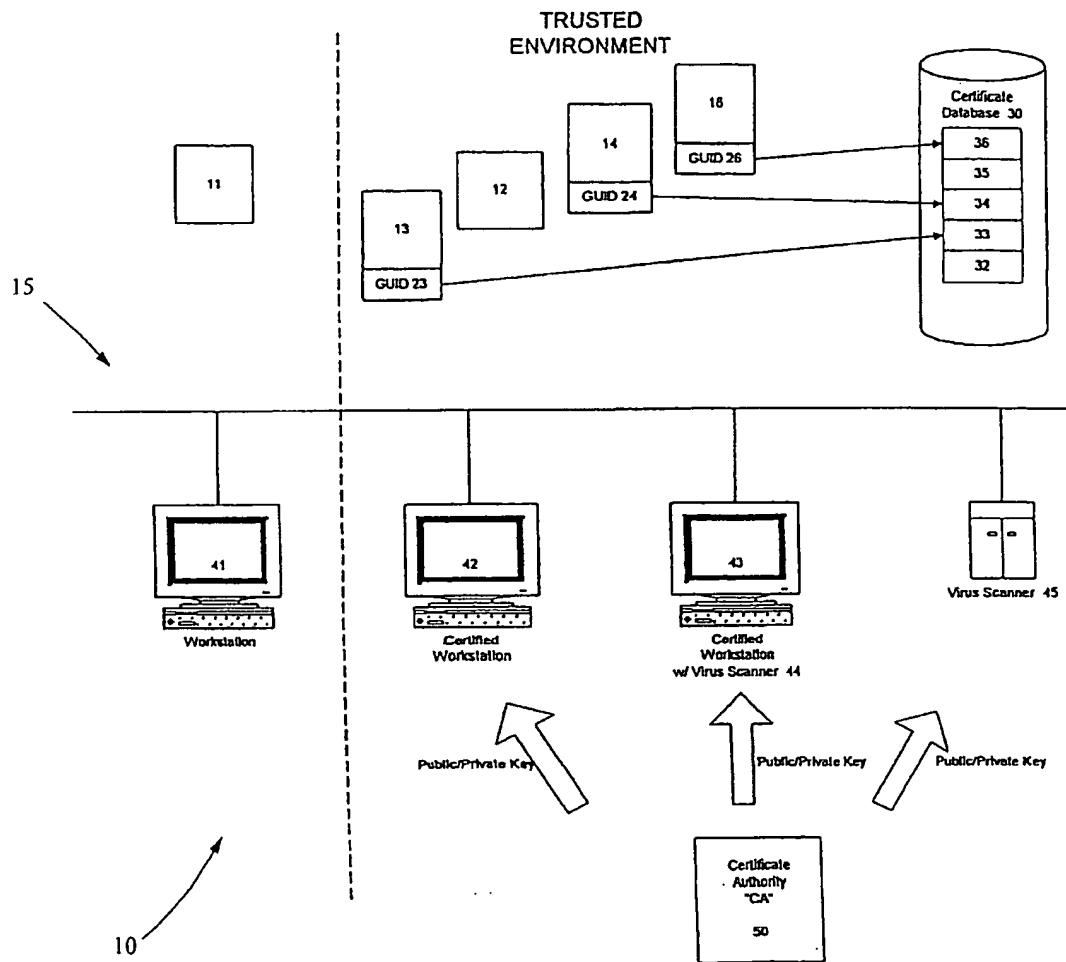 TRUSTED
ENVIRONMENT
Certificate
Database 30
36
35
34
33
32
16
GUID 26
14
GUID 24
12
13
GUID 23
11
15
41
Workstation
42
Certified
Workstation
43
Certified
Workstation
w/ Virus Scanner 44
Virus Scanner 45
Public/Private Key
Public/Private Key
Public/Private Key
Certificate
Authority
"CA"
50
10